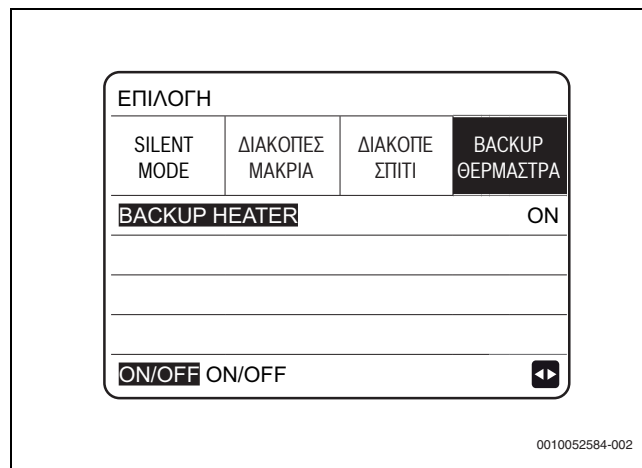 ΕΠΙΛΟΓΗ
SILENT MODE ΔΙΑΚΟΠΕΣ ΜΑΚΡΙΑ ΔΙΑΚΟΠΕ ΣΠΙΤΙ BACKUP ΘΕΡΜΑΣΤΡΑ
BACKUP HEATER ON
ON/OFF ON/OFF
0010052584-002